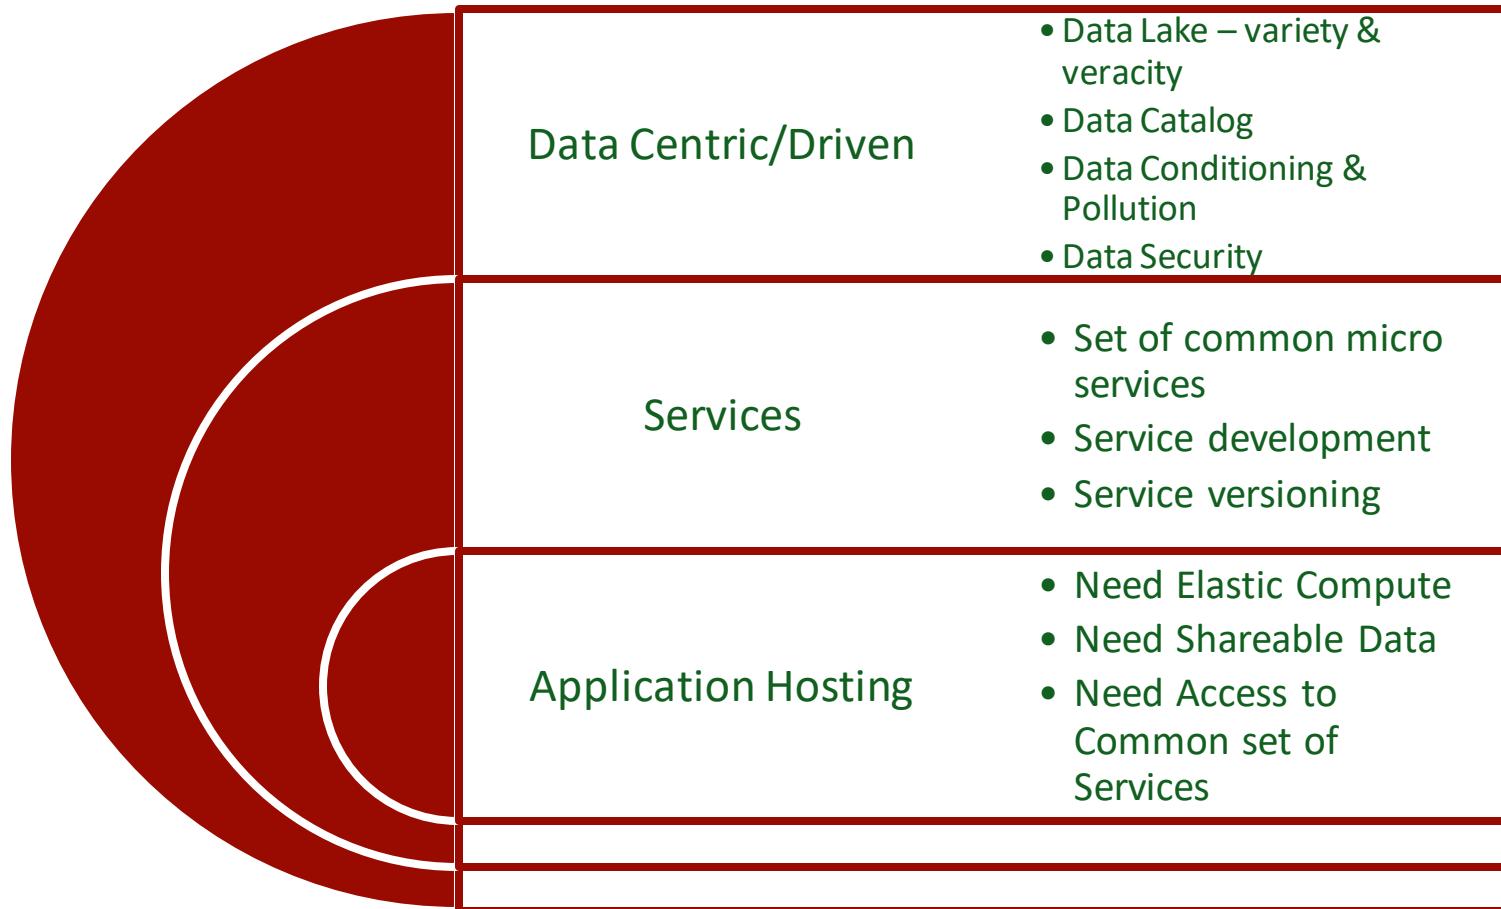 Data Centric/Driven
• Data Lake – variety &
veracity
• Data Catalog
• Data Conditioning &
Pollution
• Data Security
Services
• Set of common micro
services
• Service development
• Service versioning
Application Hosting
• Need Elastic Compute
• Need Shareable Data
• Need Access to
Common set of
Services